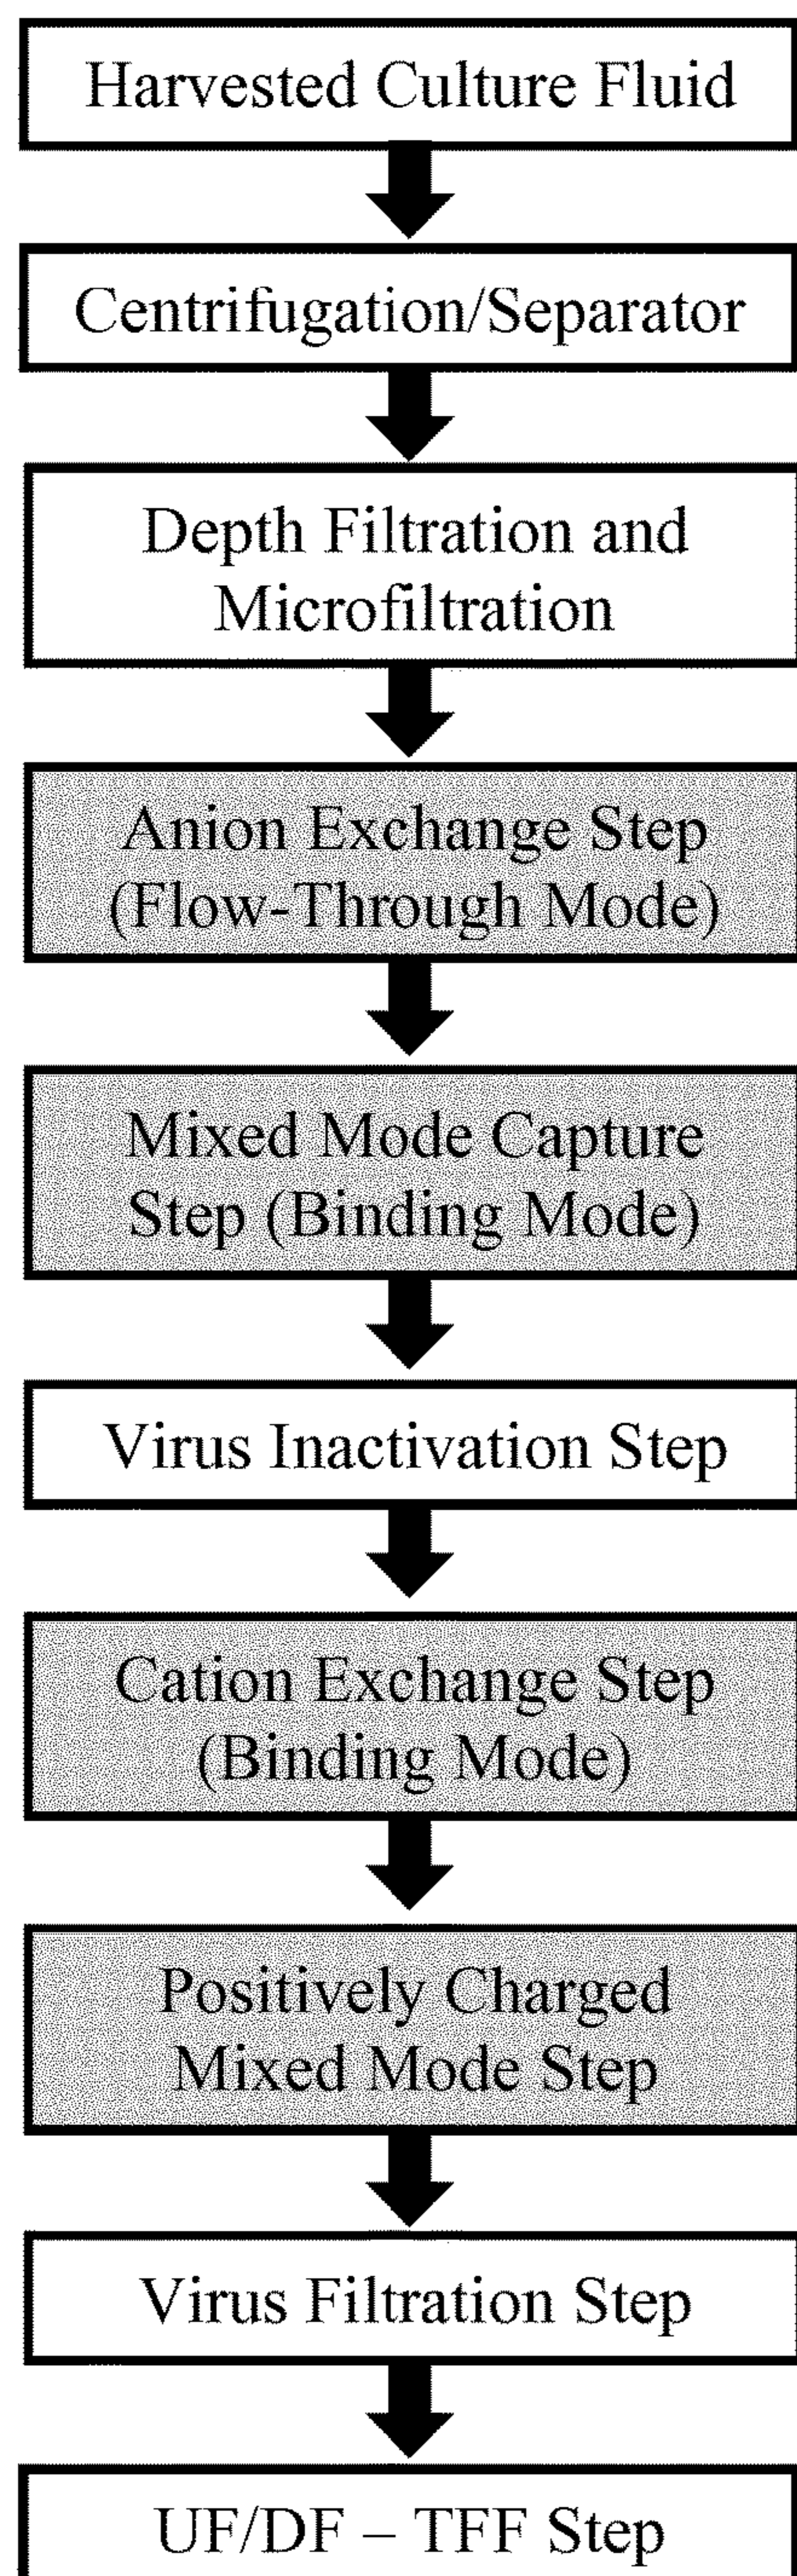 Harvested Culture Fluid
Centrifugation/Separator
Depth Filtration and
Microfiltration
Anion Exchange Step
(Flow-Through Mode)
Mixed Mode Capture
Step (Binding Mode)
Virus Inactivation Step
Cation Exchange Step
(Binding Mode)
Positively Charged
Mixed Mode Step
Virus Filtration Step
UF/DF – TFF Step